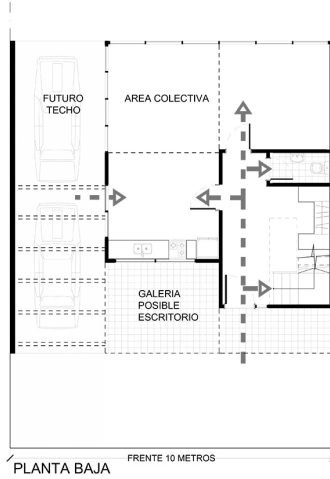 FUTURO
TECHO
AREA COLECTIVA
GALERIA
POSIBLE
ESCRITORIO
FRENTE 10 METROS
PLANTA BAJA